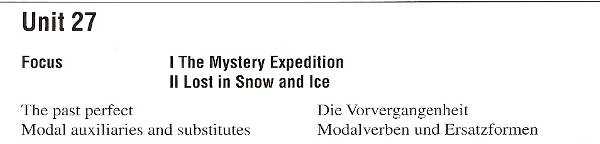 Unit 27
Focus I The Mystery Expedition
II Lost in Snow and Ice
The past perfect Die Vorvergangenheit
Modal auxiliaries and substitutes Modalverben und Ersatzformen